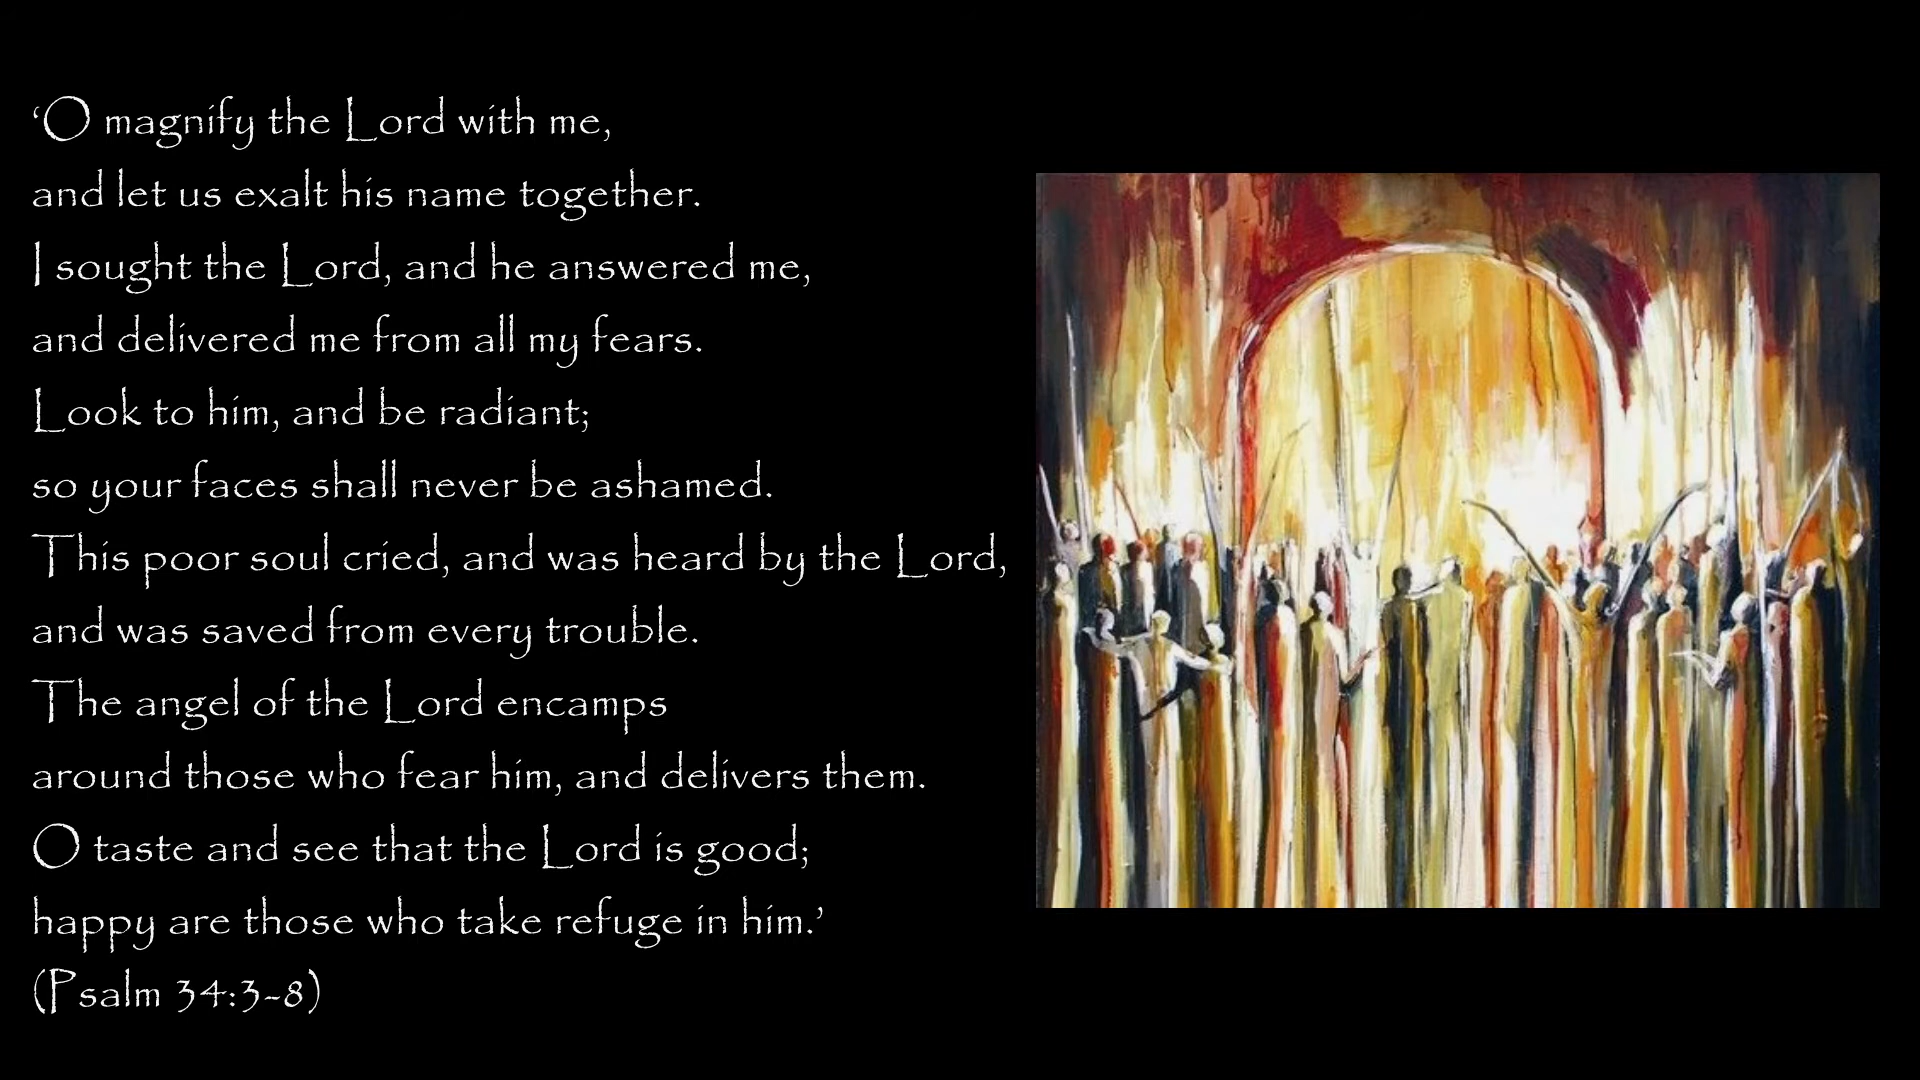 ‘O magnify the Lord with me,
and let us exalt his name together.
I sought the Lord, and he answered me,
and delivered me from all my fears.
Look to him, and be radiant;
so your faces shall never be ashamed.
This poor soul cried, and was heard by the Lord,
and was saved from every trouble.
The angel of the Lord encamps
around those who fear him, and delivers them.
O taste and see that the Lord is good;
happy are those who take refuge in him.’
(Psalm 34:3-8)